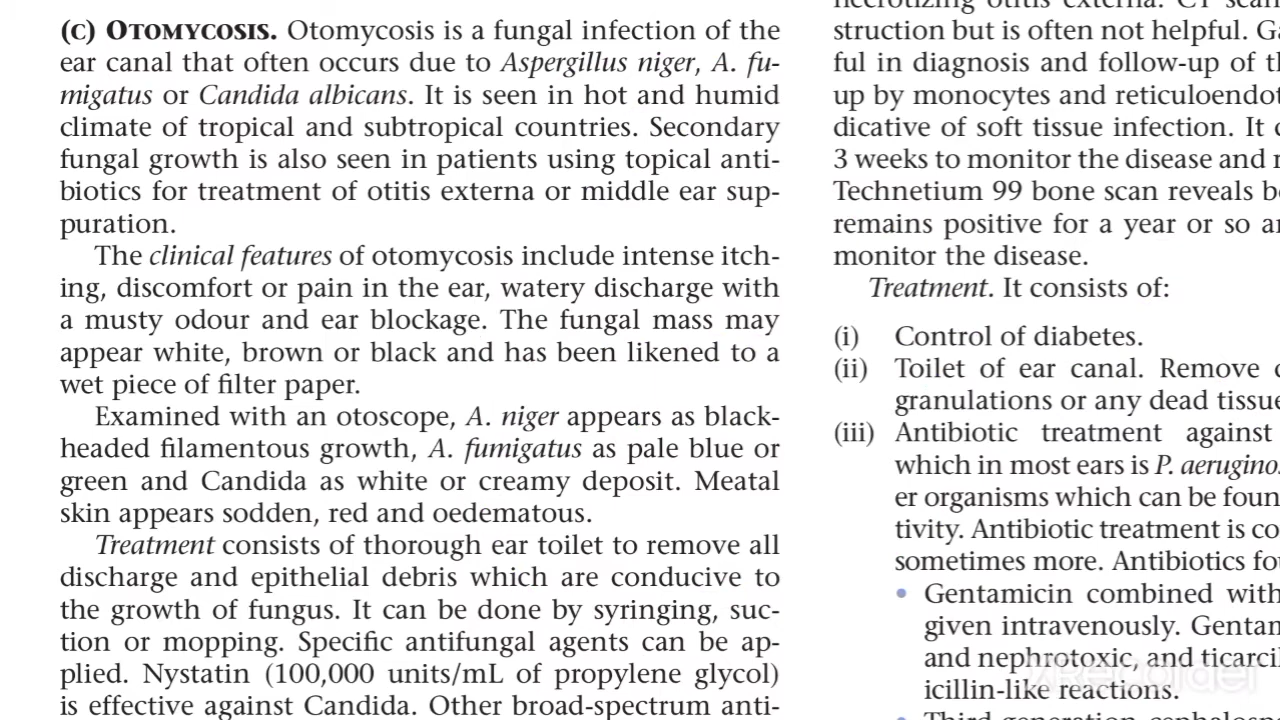 (C) OTOMYCOSIS. Otomycosis is a fungal infection of the
ear canal that often occurs due to Aspergillus niger, A. fu-
migatus or Candida albicans. It is seen in hot and humid
climate of tropical and subtropical countries. Secondary
fungal growth is also seen in patients using topical anti-
biotics for treatment of otitis externa or middle ear sup-
puration.
The clinical features of otomycosis include intense itch-
ing, discomfort or pain in the ear, watery discharge with
a musty odour and ear blockage. The fungal mass may
appear white, brown or black and has been likened to a
wet piece of filter paper.
Examined with an otoscope, A. niger appears as black-
headed filamentous growth, A. fumigatus as pale blue or
green and Candida as white or creamy deposit. Meatal
skin appears sodden, red and oedematous.
Treatment consists of thorough ear toilet to remove all
discharge and epithelial debris which are conducive to
the growth of fungus. It can be done by syringing, suc-
tion or mopping. Specific antifungal agents can be ap-
plied. Nystatin (100,000 units/mL of propylene glycol)
is effective against Candida. Other broad-spectrum anti-
necrotizing otitis externa. CT scan
struction but is often not helpful. Ga
ful in diagnosis and follow-up of th
up by monocytes and reticuloendot
dicative of soft tissue infection. It c
3 weeks to monitor the disease and r
Technetium 99 bone scan reveals bo
remains positive for a year or so an
monitor the disease.
Treatment. It consists of:
(i) Control of diabetes.
(ii) Toilet of ear canal. Remove d
granulations or any dead tissue
(iii) Antibiotic treatment against
which in most ears is P. aerugino
er organisms which can be foun
tivity. Antibiotic treatment is co
sometimes more. Antibiotics fou
• Gentamicin combined with
given intravenously. Gentam
and nephrotoxic, and ticarcil
icillin-like reactions.
• Third-generation cephalosp
XRecorder